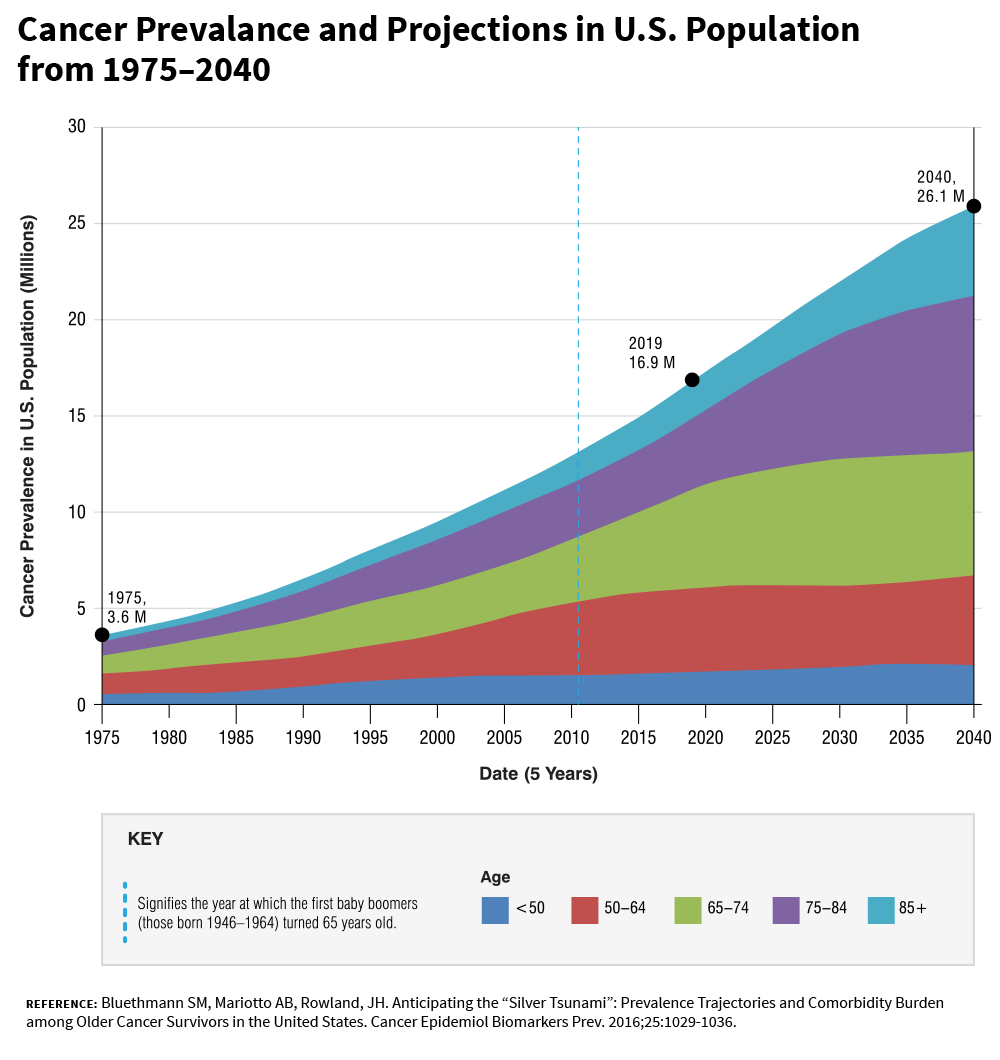 Cancer Prevalance and Projections in U.S. Population
from 1975–2040
Cancer Prevalence in U.S. Population (Millions)
30
25
20
15
10
5
0
2040,
26.1 M
2019
16.9 M
1975,
3.6 M
1975 1980 1985 1990 1995 2000 2005 2010 2015 2020 2025 2030 2035 2040
Date (5 Years)
KEY
Signifies the year at which the first baby boomers
(those born 1946–1964) turned 65 years old.
Age
<50 50–64 65–74 75–84 85+
REFERENCE: Bluethmann SM, Mariotto AB, Rowland, JH. Anticipating the “Silver Tsunami”: Prevalence Trajectories and Comorbidity Burden
among Older Cancer Survivors in the United States. Cancer Epidemiol Biomarkers Prev. 2016;25:1029-1036.